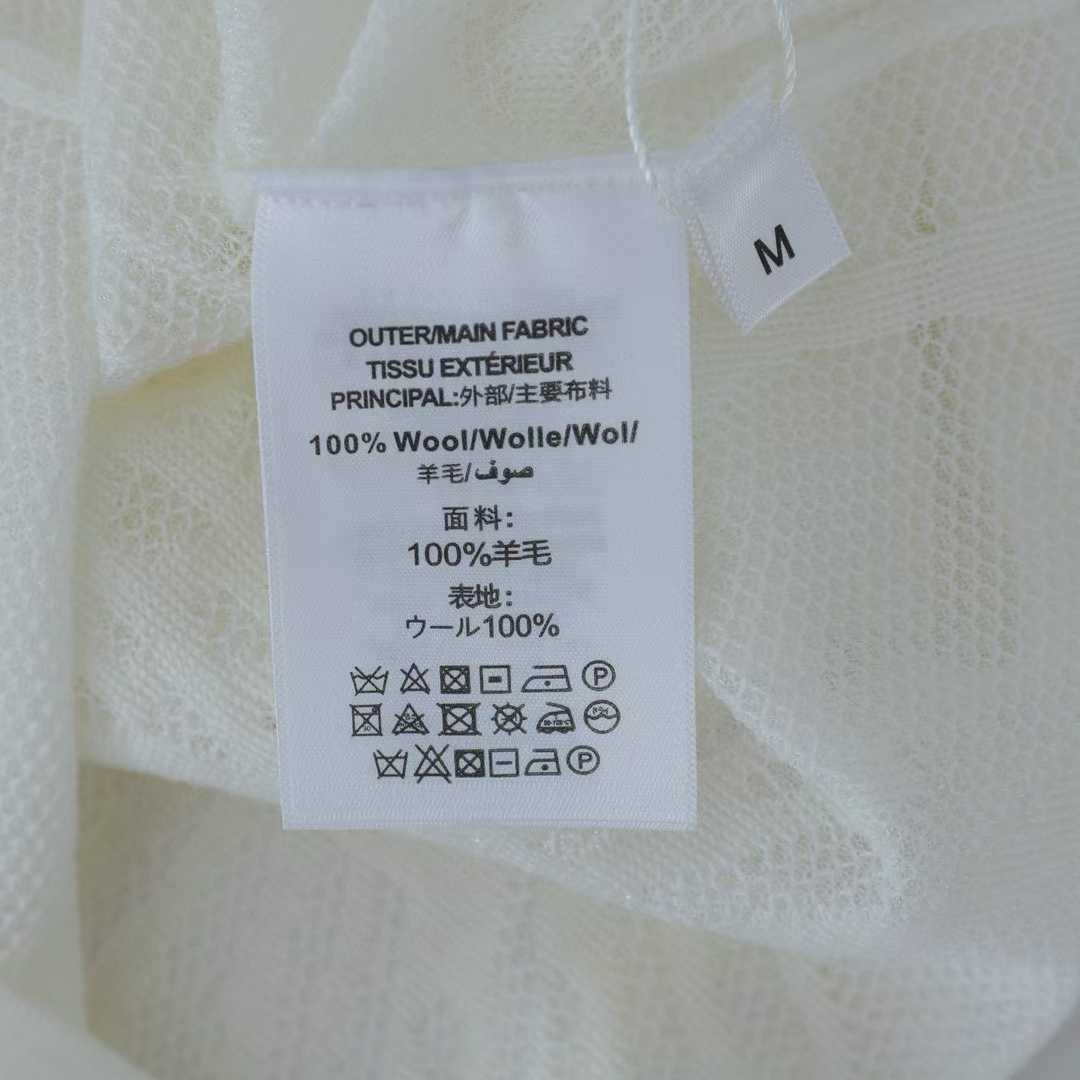 M
OUTER/MAIN FABRIC
TISSU EXTÉRIEUR
PRINCIPAL:外部/主要布料
100% Wool/Wolle/Wol/
羊毛/صوف
面料:
100%羊毛
表地:
ウール100%
P
P